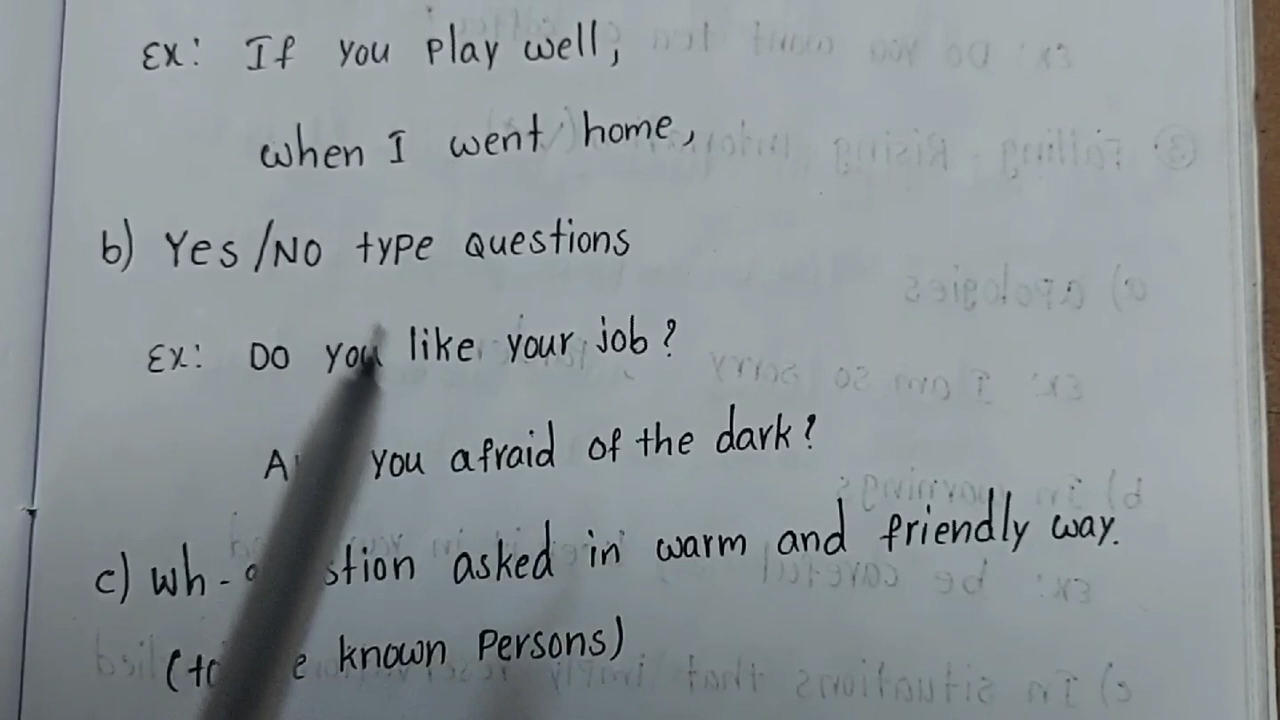 Ex: If you play well,
when I went home,
b) Yes/No type questions
Ex: Do you like your job?
you afraid of the dark?
c) wh- asked in warm and friendly way.
known persons)